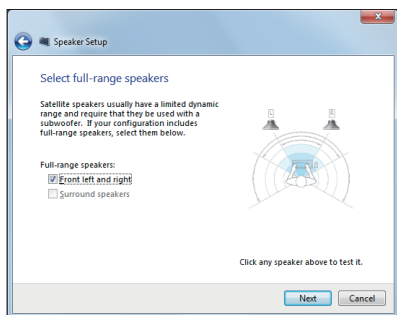 Speaker Setup
Select full-range speakers
Satellite speakers usually have a limited dynamic
range and require that they be used with a
subwoofer. If your configuration includes
full-range speakers, select them below.
L R
Full-range speakers:
Front left and right
Surround speakers
Click any speaker above to test it.
Next Cancel